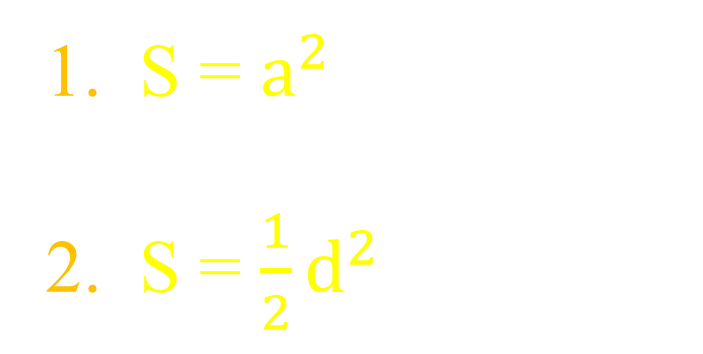 1. S = a²
2. S = 1/2 d²